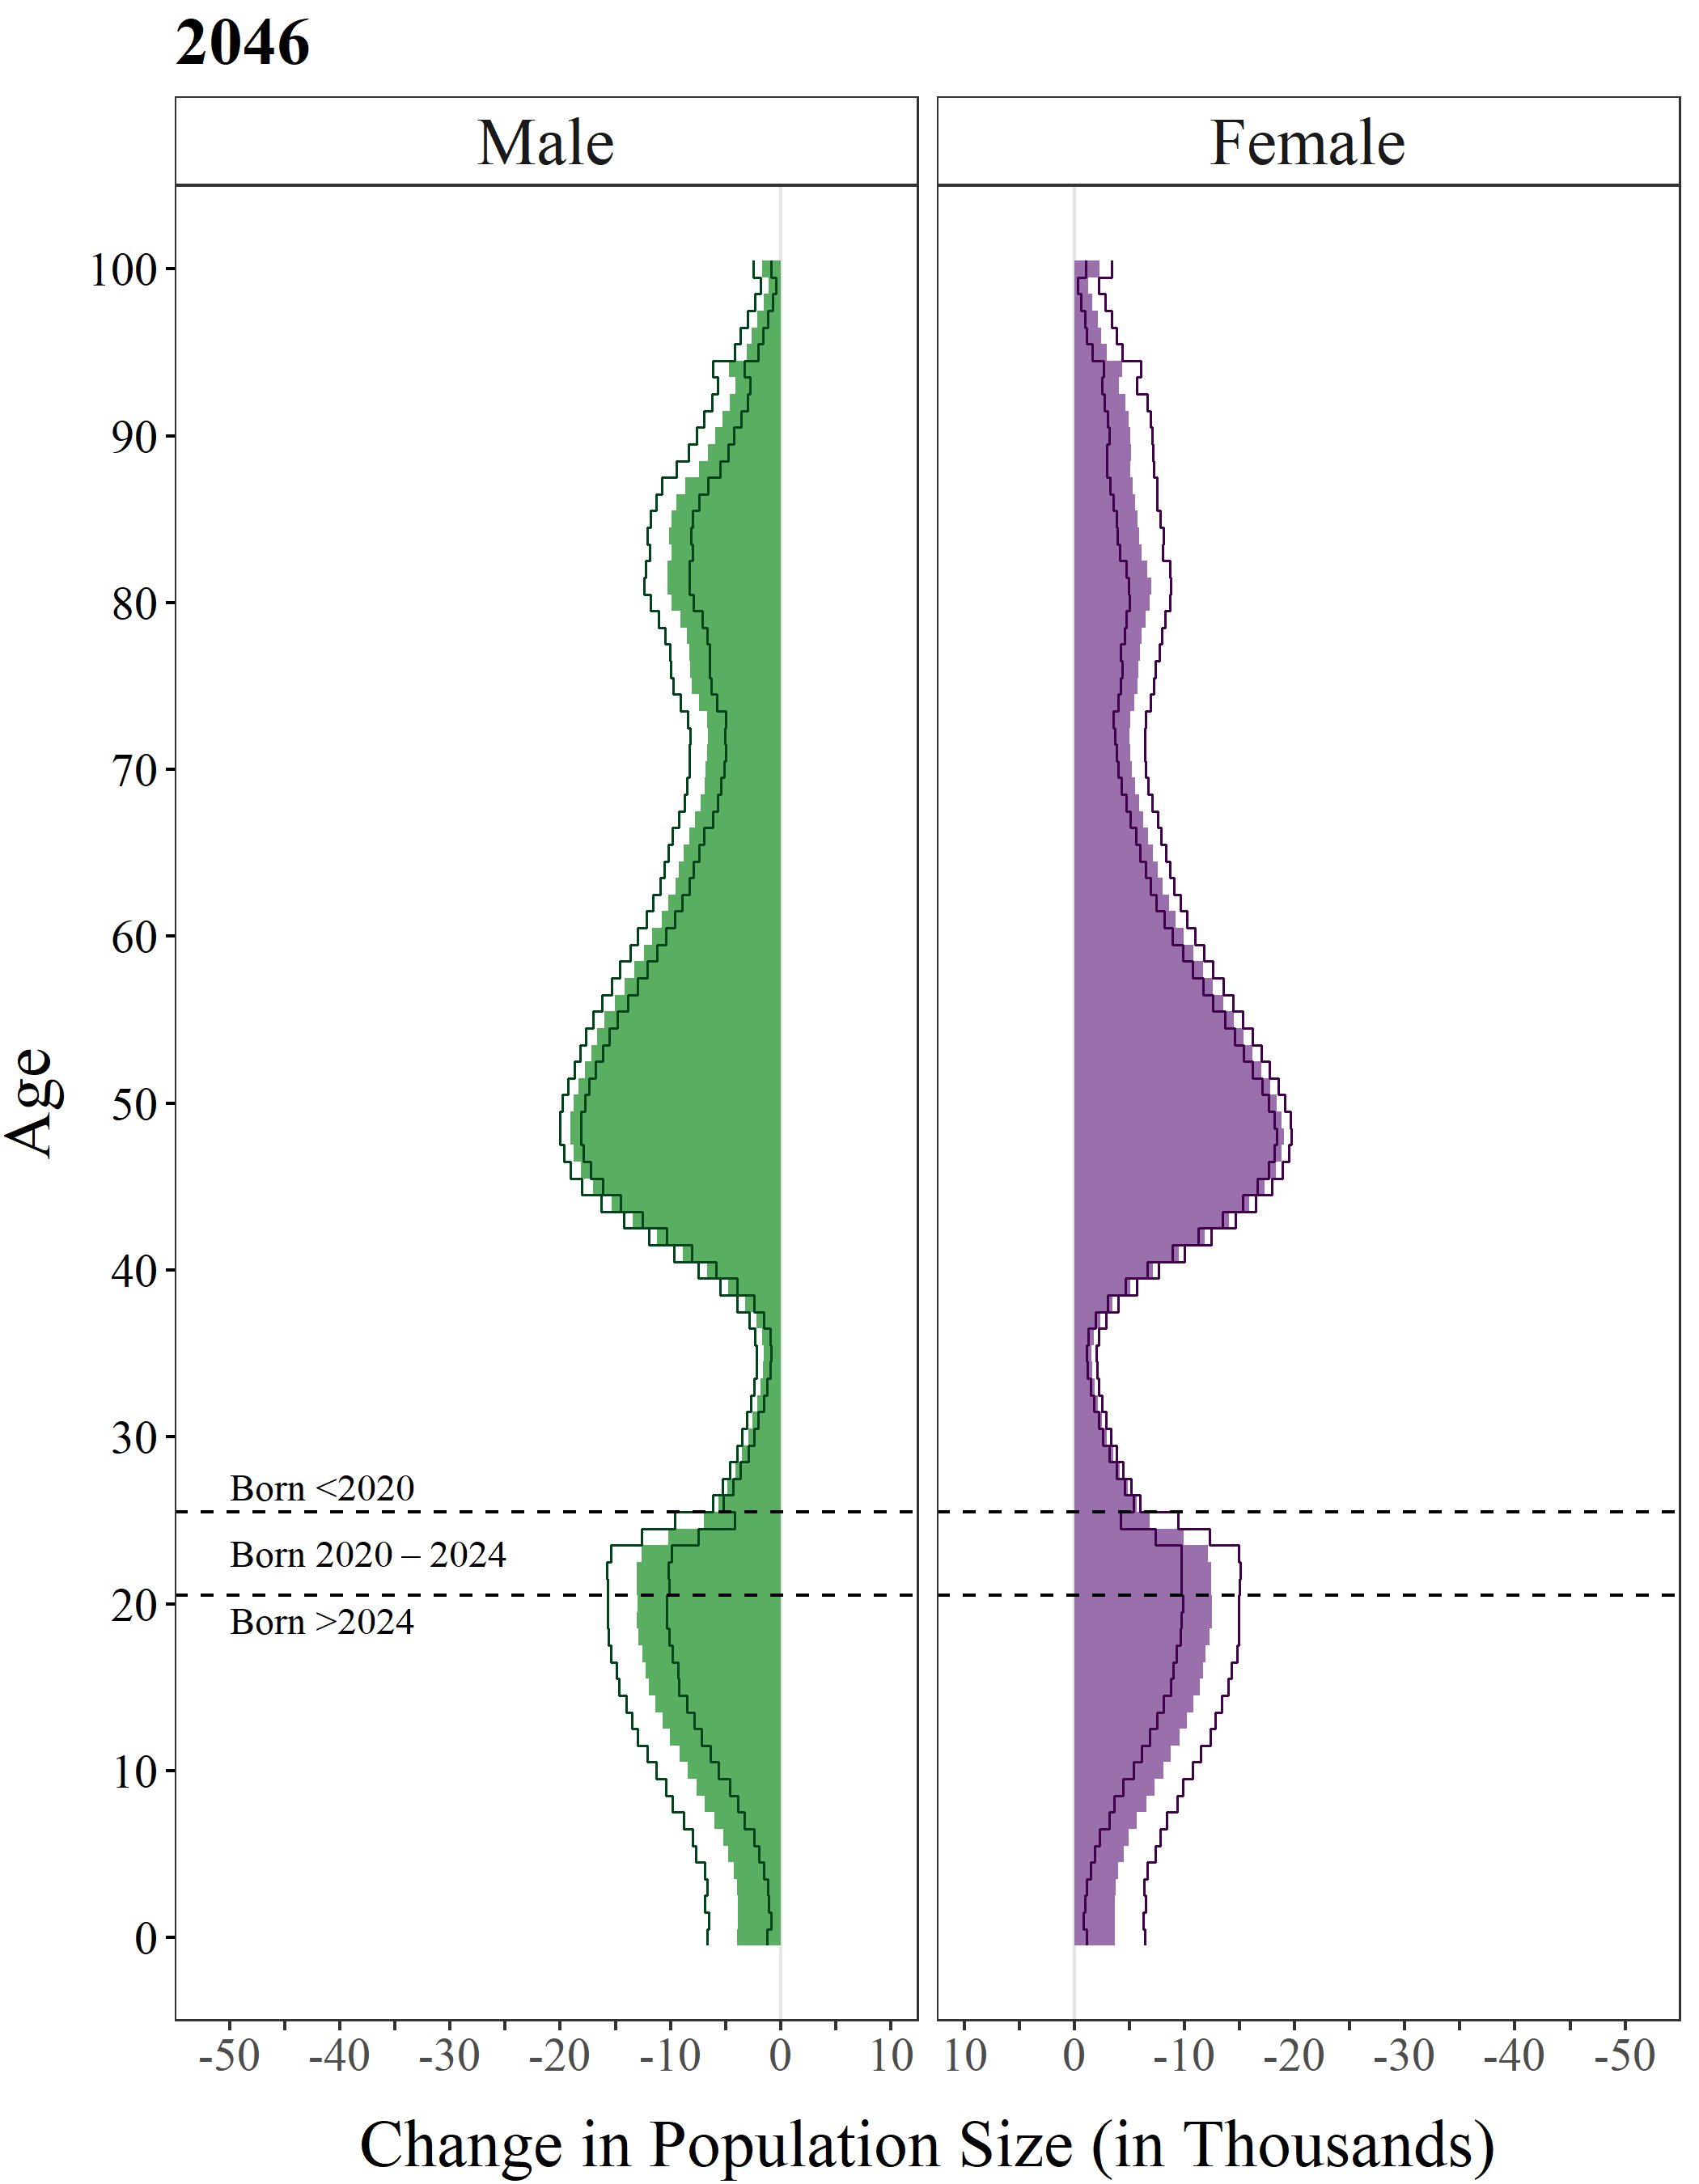 2046
Male
Female
100
90
80
70
60
50
40
30
20
10
0
Age
Born <2020
Born 2020 – 2024
Born >2024
-50 -40 -30 -20 -10 0 10
10 0 -10 -20 -30 -40 -50
Change in Population Size (in Thousands)